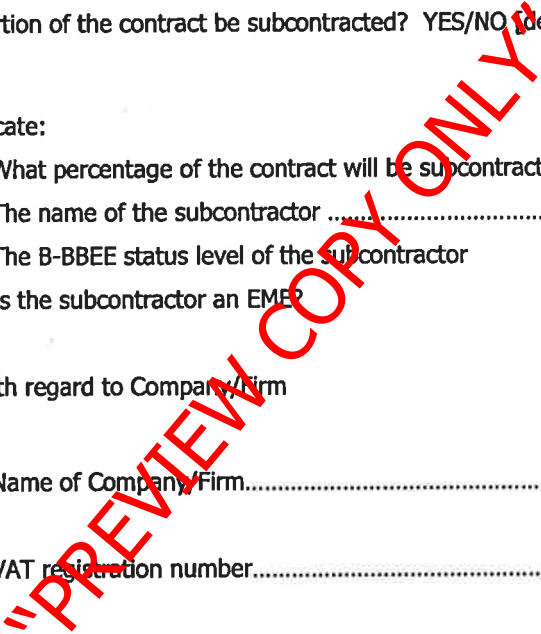 tion of the contract be subcontracted? YES/NO [de
cate:
What percentage of the contract will be subcontract
The name of the subcontractor ................................
The B-BBEE status level of the subcontractor
s the subcontractor an EME?
th regard to Company/Firm
Name of Company/Firm.............................................
VAT registration number............................................
"PREVIEW COPY ONLY"